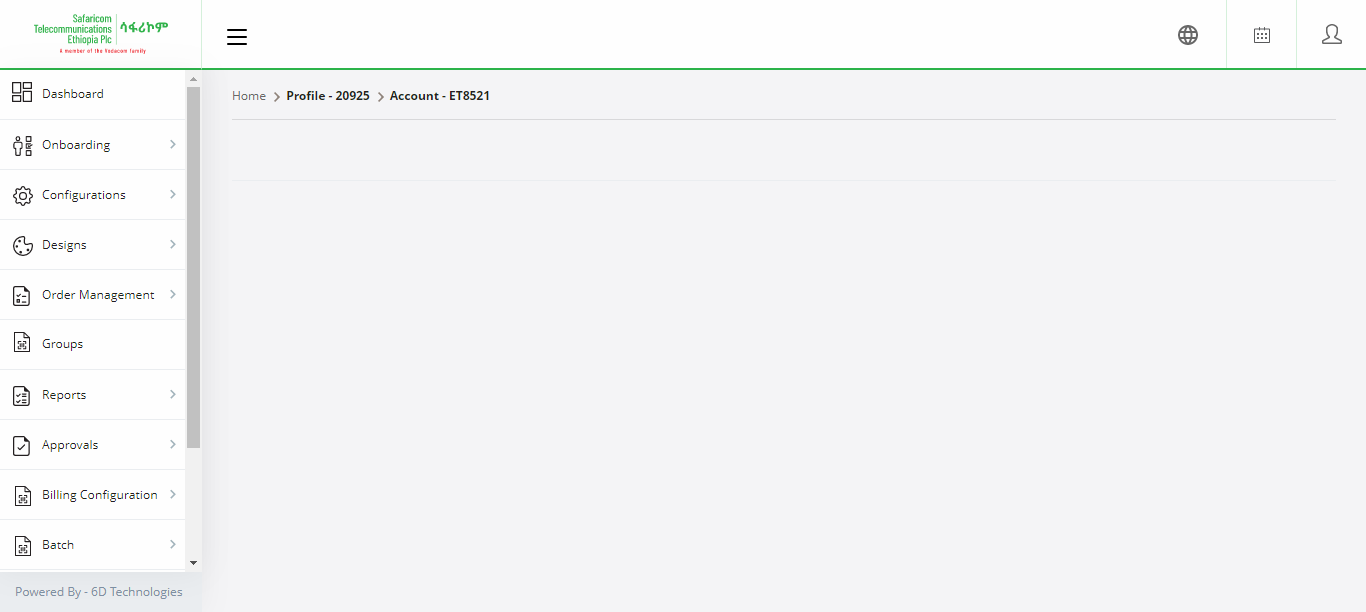 Safaricom
Telecommunications
Ethiopia Plc
ሳፋሪኮም
A member of the Vodacom family
Home > Profile - 20925 > Account - ET8521
Dashboard
Onboarding
Configurations
Designs
Order Management
Groups
Reports
Approvals
Billing Configuration
Batch
Powered By - 6D Technologies